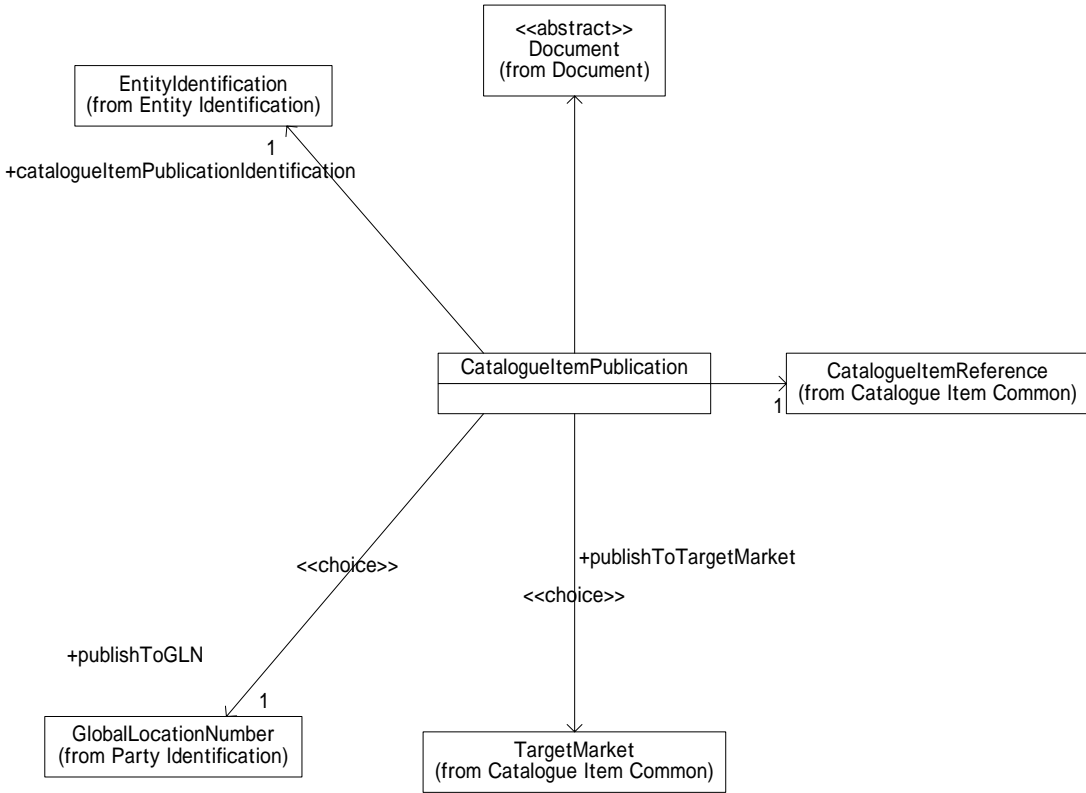 <<abstract>>
Document
(from Document)
EntityIdentification
(from Entity Identification)
1
+catalogueItemPublicationIdentification
CatalogueItemPublication
CatalogueItemReference
(from Catalogue Item Common)
1
+publishToTargetMarket
<<choice>>
<<choice>>
+publishToGLN
1
GlobalLocationNumber
(from Party Identification)
TargetMarket
(from Catalogue Item Common)